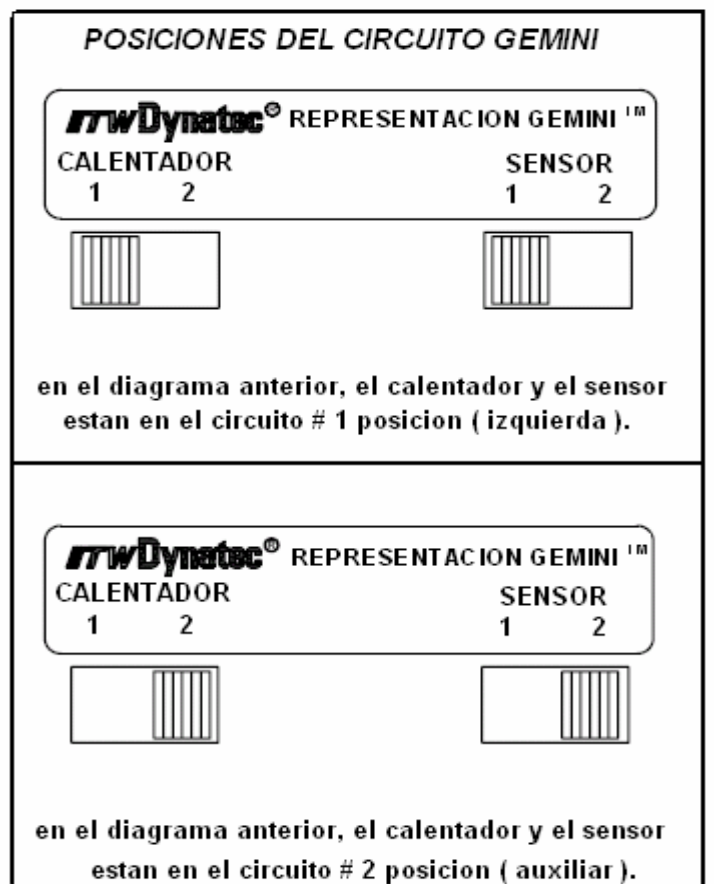 POSICIONES DEL CIRCUITO GEMINI
ITW Dynatec® REPRESENTACION GEMINI ™
CALENTADOR SENSOR
1 2 1 2
en el diagrama anterior, el calentador y el sensor
estan en el circuito # 1 posicion ( izquierda ).
ITW Dynatec® REPRESENTACION GEMINI ™
CALENTADOR SENSOR
1 2 1 2
en el diagrama anterior, el calentador y el sensor
estan en el circuito # 2 posicion ( auxiliar ).